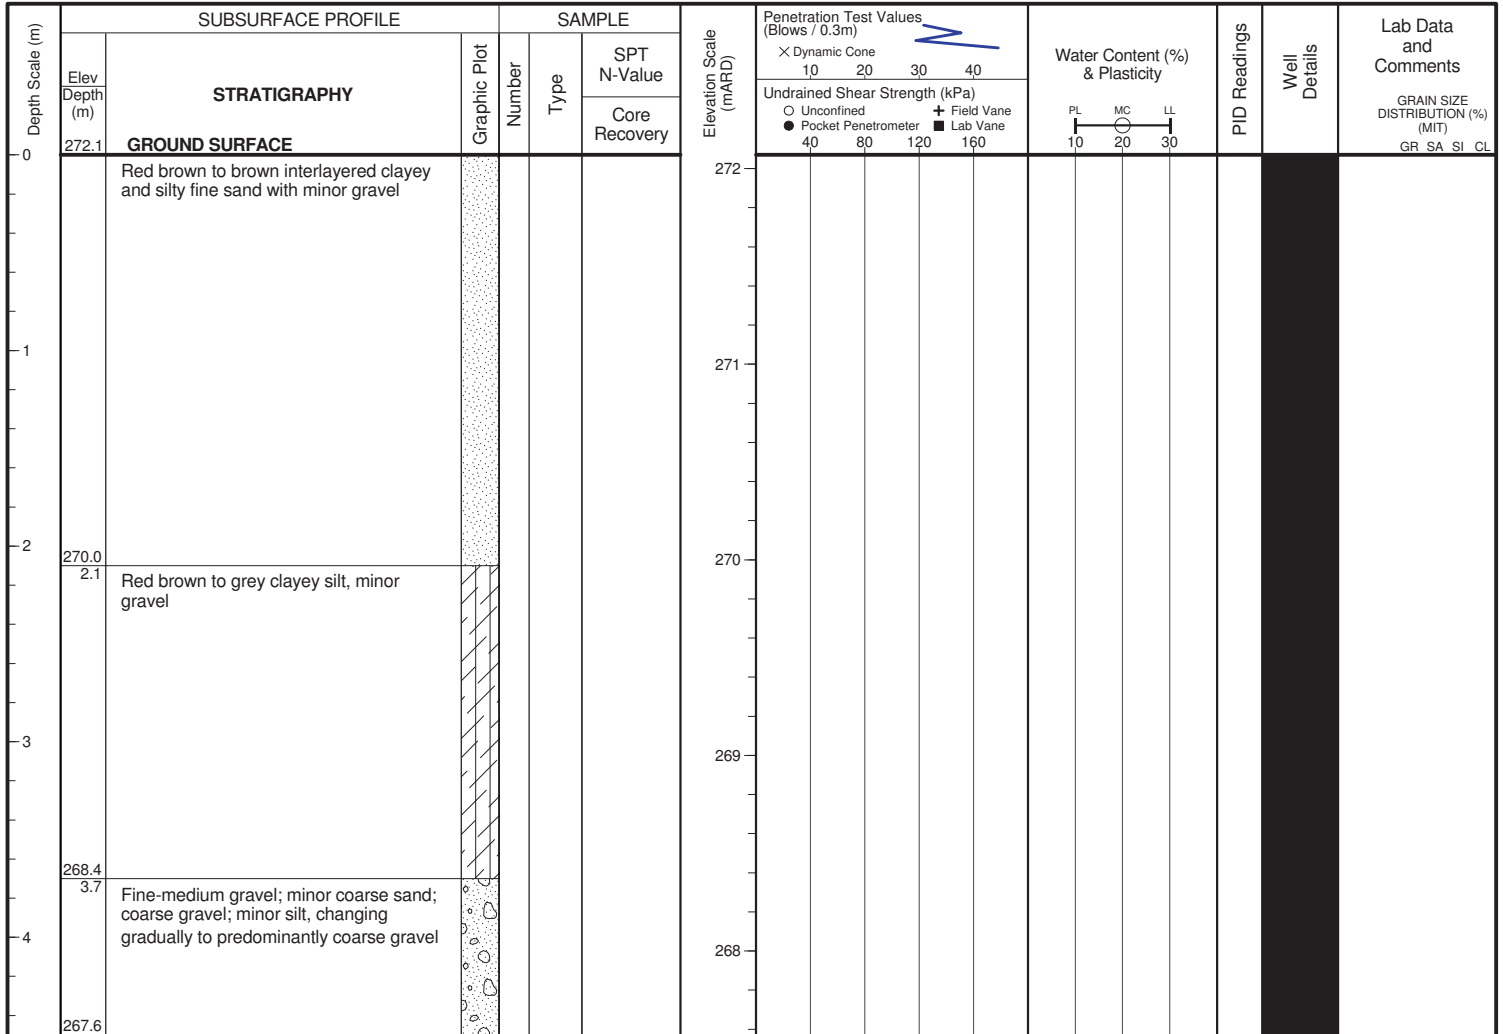 SUBSURFACE PROFILE
SAMPLE
Depth Scale (m)
Elev
Depth
(m)
STRATIGRAPHY
Graphic Plot
Number
Type
SPT
N-Value
Core
Recovery
Elevation Scale
(mARD)
Penetration Test Values
(Blows / 0.3m)
Dynamic Cone
10 20 30 40
Undrained Shear Strength (kPa)
Unconfined Field Vane
Pocket Penetrometer Lab Vane
40 80 120 160
Water Content (%)
& Plasticity
PL MC LL
10 20 30
PID Readings
Well
Details
Lab Data
and
Comments
GRAIN SIZE
DISTRIBUTION (%)
(MIT)
GR SA SI CL
272.1 GROUND SURFACE
0
Red brown to brown interlayered clayey
and silty fine sand with minor gravel
272
1
271
2
270.0
270
2.1
Red brown to grey clayey silt, minor
gravel
3
269
268.4
3.7
Fine-medium gravel; minor coarse sand;
coarse gravel; minor silt, changing
gradually to predominantly coarse gravel
4
268
267.6